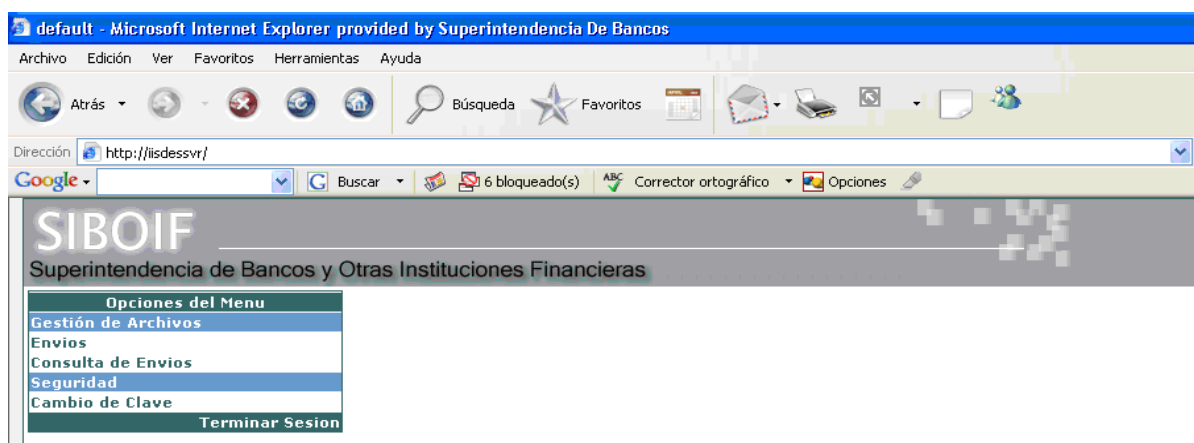 default - Microsoft Internet Explorer provided by Superintendencia De Bancos
Archivo Edición Ver Favoritos Herramientas Ayuda
Atrás Búsqueda Favoritos
Dirección http://iisdessvr/
Google Buscar 6 bloqueado(s) ABC Corrector ortográfico Opciones
SIBOIF
Superintendencia de Bancos y Otras Instituciones Financieras
Opciones del Menu
Gestión de Archivos
Envios
Consulta de Envios
Seguridad
Cambio de Clave
Terminar Sesion